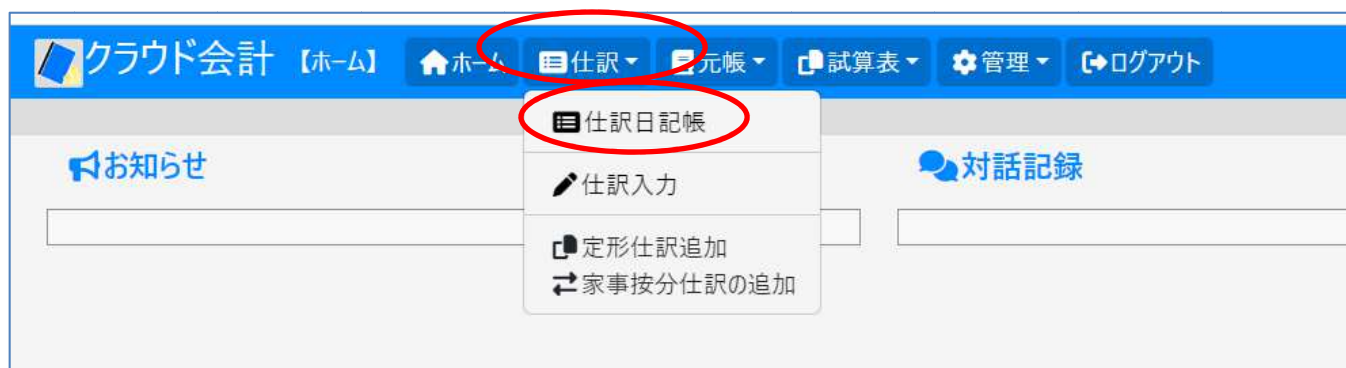 クラウド会計 【ホーム】 ホーム 仕訳 元帳 試算表 管理 ログアウト
仕訳日記帳
お知らせ
対話記録
仕訳入力
定形仕訳追加
家事按分仕訳の追加